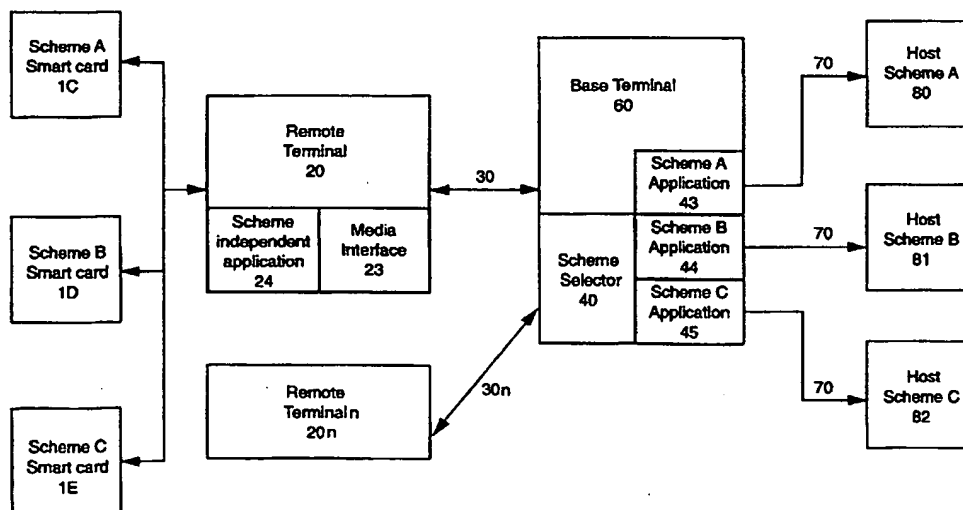 Scheme A
Smart card
1C
Scheme B
Smart card
1D
Scheme C
Smart card
1E
Remote
Terminal
20
Scheme
independent
application
24
Media
Interface
23
Remote
Terminal n
20n
30
30n
Base Terminal
60
Scheme
Selector
40
Scheme A
Application
43
Scheme B
Application
44
Scheme C
Application
45
70
70
70
Host
Scheme A
80
Host
Scheme B
81
Host
Scheme C
82